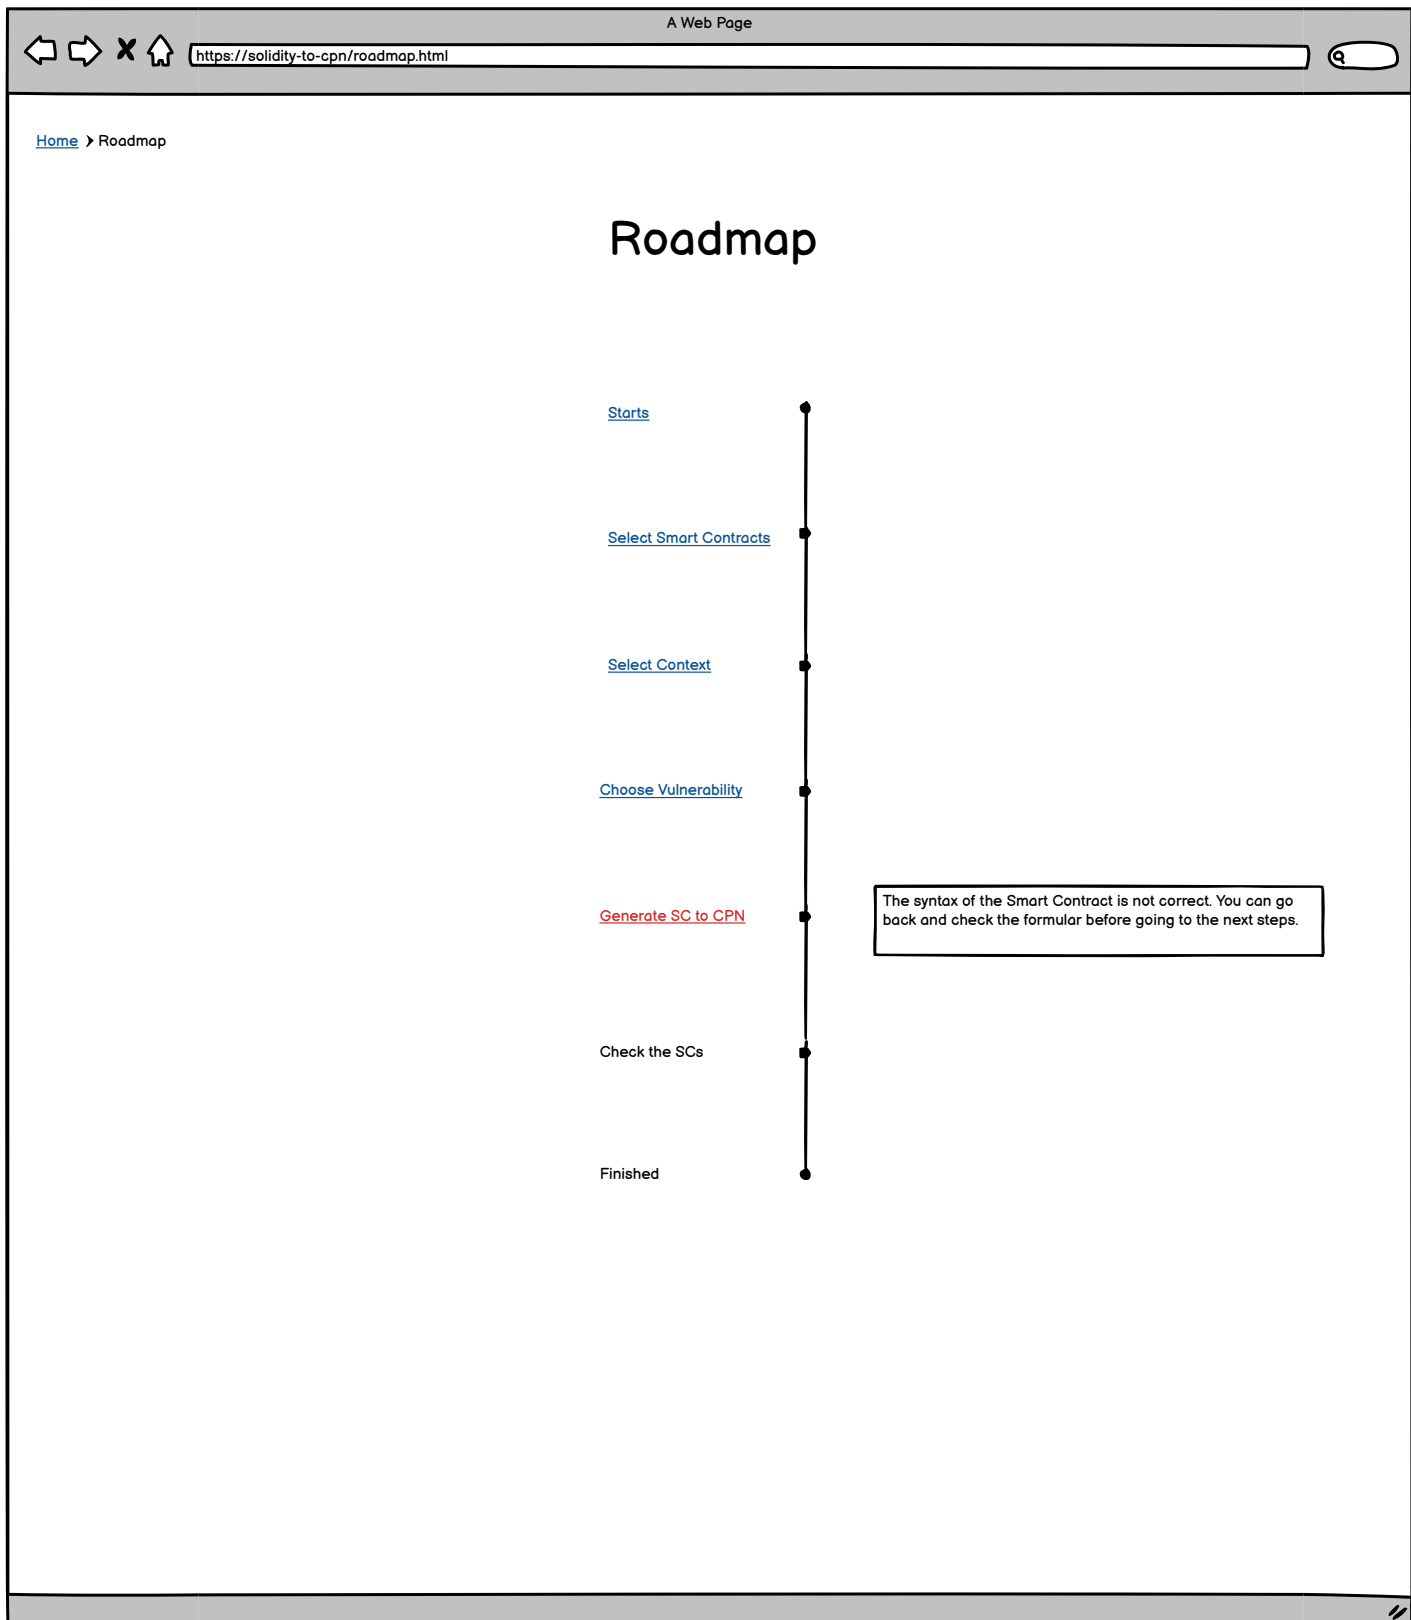 A Web Page
https://solidity-to-cpn/roadmap.html
Home
Roadmap
Roadmap
Starts
Select Smart Contracts
Select Context
Choose Vulnerability
Generate SC to CPN
The syntax of the Smart Contract is not correct. You can go
back and check the formular before going to the next steps.
Check the SCs
Finished